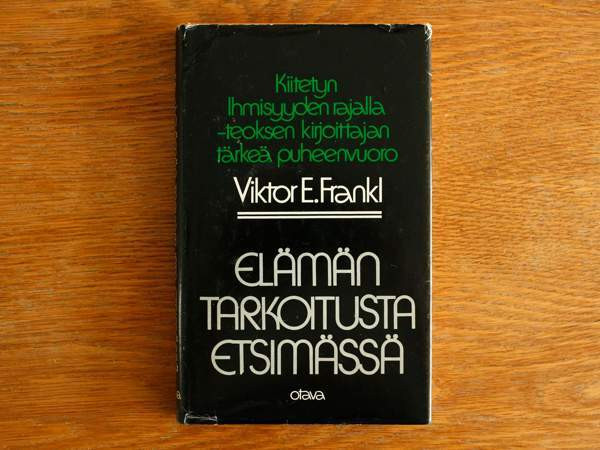 Kiitetyn
Ihmisyyden rajalla
-teoksen kirjoittajan
tärkeä puheenvuoro
Viktor E. Frankl
ELÄMÄN
TARKOITUSTA
ETSIMÄSSÄ
otava